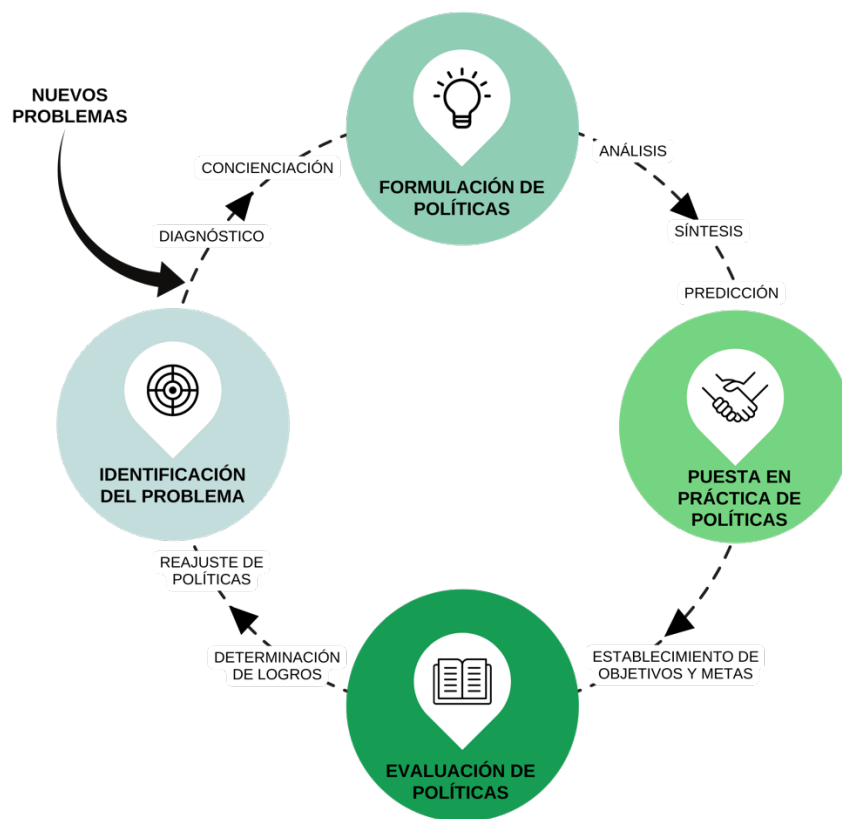 NUEVOS
PROBLEMAS
CONCIENCIACIÓN
DIAGNÓSTICO
FORMULACIÓN DE
POLÍTICAS
ANÁLISIS
SÍNTESIS
PREDICCIÓN
IDENTIFICACIÓN
DEL PROBLEMA
PUESTA EN
PRÁCTICA DE
POLÍTICAS
REAJUSTE DE
POLÍTICAS
DETERMINACIÓN
DE LOGROS
ESTABLECIMIENTO DE
OBJETIVOS Y METAS
EVALUACIÓN DE
POLÍTICAS